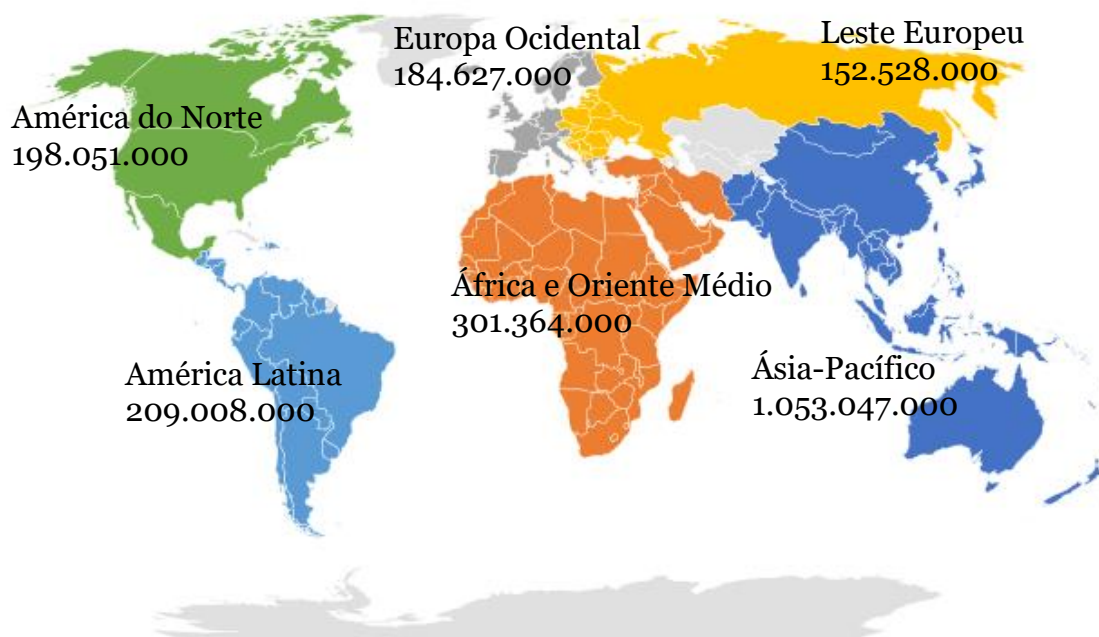 Europa Ocidental
184.627.000
Leste Europeu
152.528.000
América do Norte
198.051.000
África e Oriente Médio
301.364.000
América Latina
209.008.000
Ásia-Pacífico
1.053.047.000